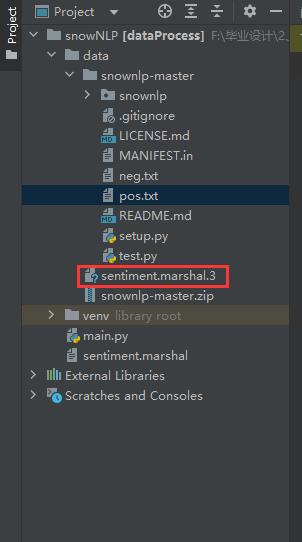 Project
Project
snowNLP [dataProcess] F:\毕业设计\2、
data
snownlp-master
snownlp
.gitignore
LICENSE.md
MANIFEST.in
neg.txt
pos.txt
README.md
setup.py
test.py
sentiment.marshal.3
snownlp-master.zip
venv library root
main.py
sentiment.marshal
External Libraries
Scratches and Consoles